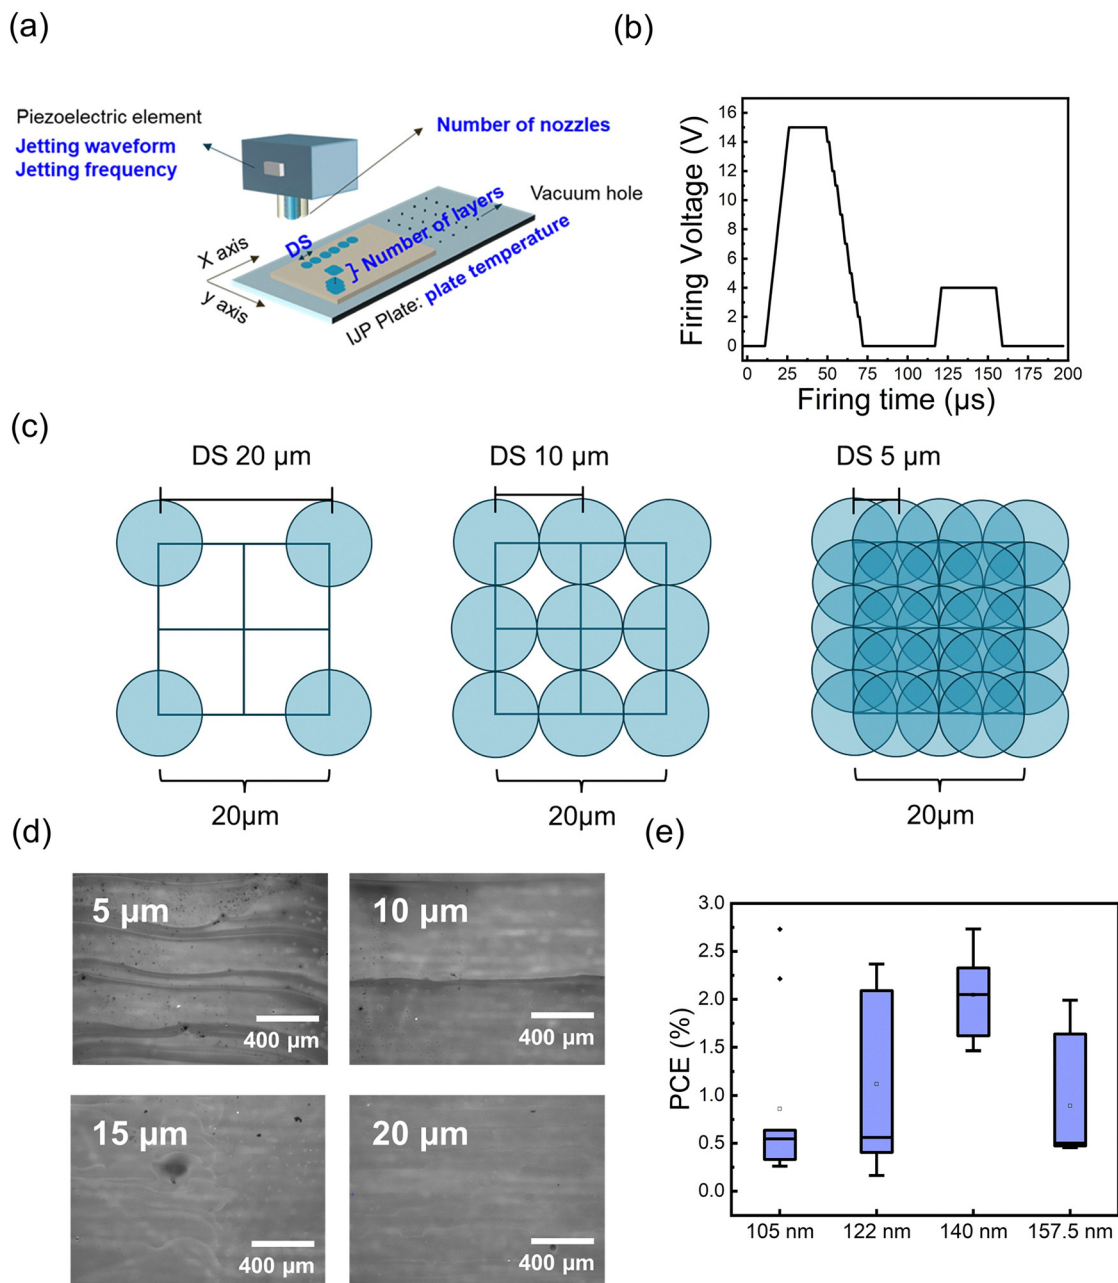 (a)
Piezoelectric element
Jetting waveform
Jetting frequency
Number of nozzles
Vacuum hole
DS
Number of layers
X axis
y axis
IJP Plate: plate temperature
(b)
16
14
12
10
8
6
4
2
0
Firing Voltage (V)
0 25 50 75 100 125 150 175 200
Firing time (µs)
(c)
DS 20 µm
DS 10 µm
DS 5 µm
20µm
20µm
20µm
(d)
5 µm
400 µm
10 µm
400 µm
15 µm
400 µm
20 µm
400 µm
(e)
3.0
2.5
2.0
1.5
1.0
0.5
0.0
PCE (%)
105 nm 122 nm 140 nm 157.5 nm